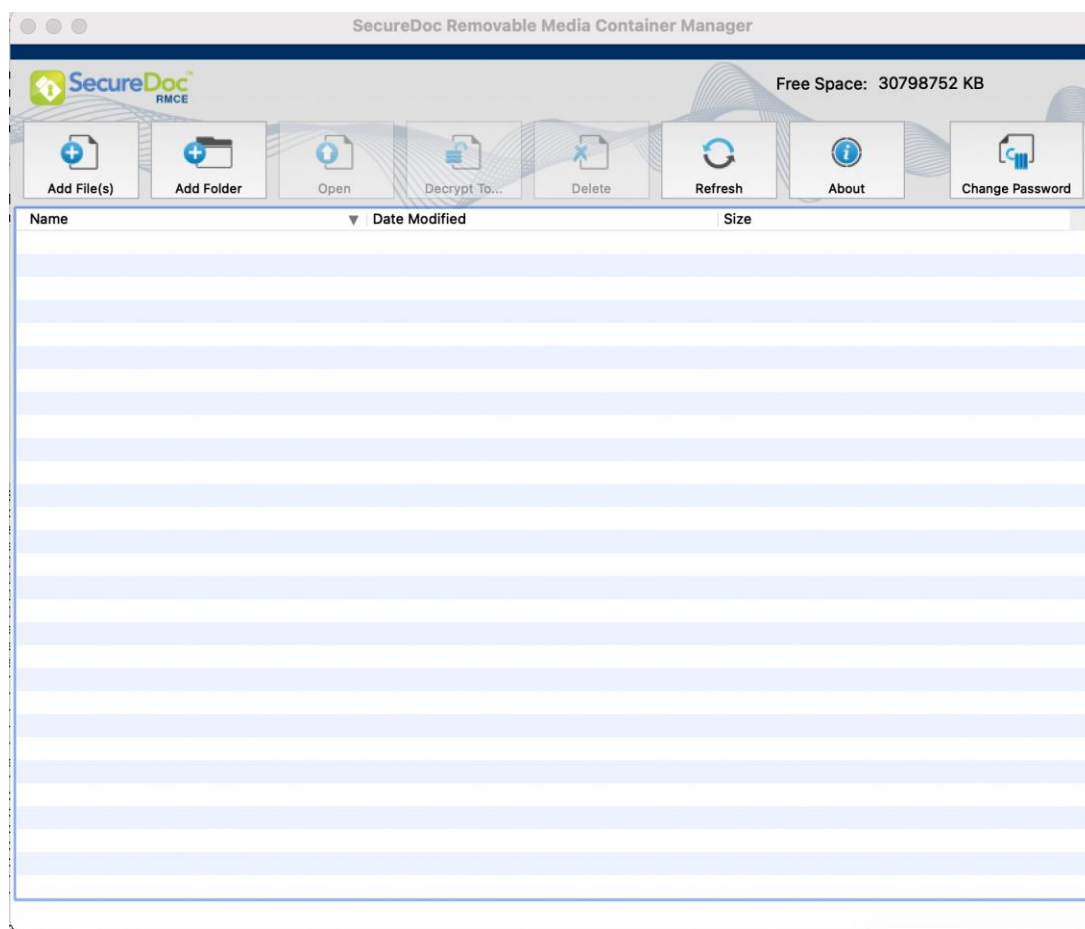 SecureDoc Removable Media Container Manager
SecureDoc™
RMCE
Free Space: 30798752 KB
Add File(s) Add Folder Open Decrypt To... Delete Refresh About Change Password
Name Date Modified Size